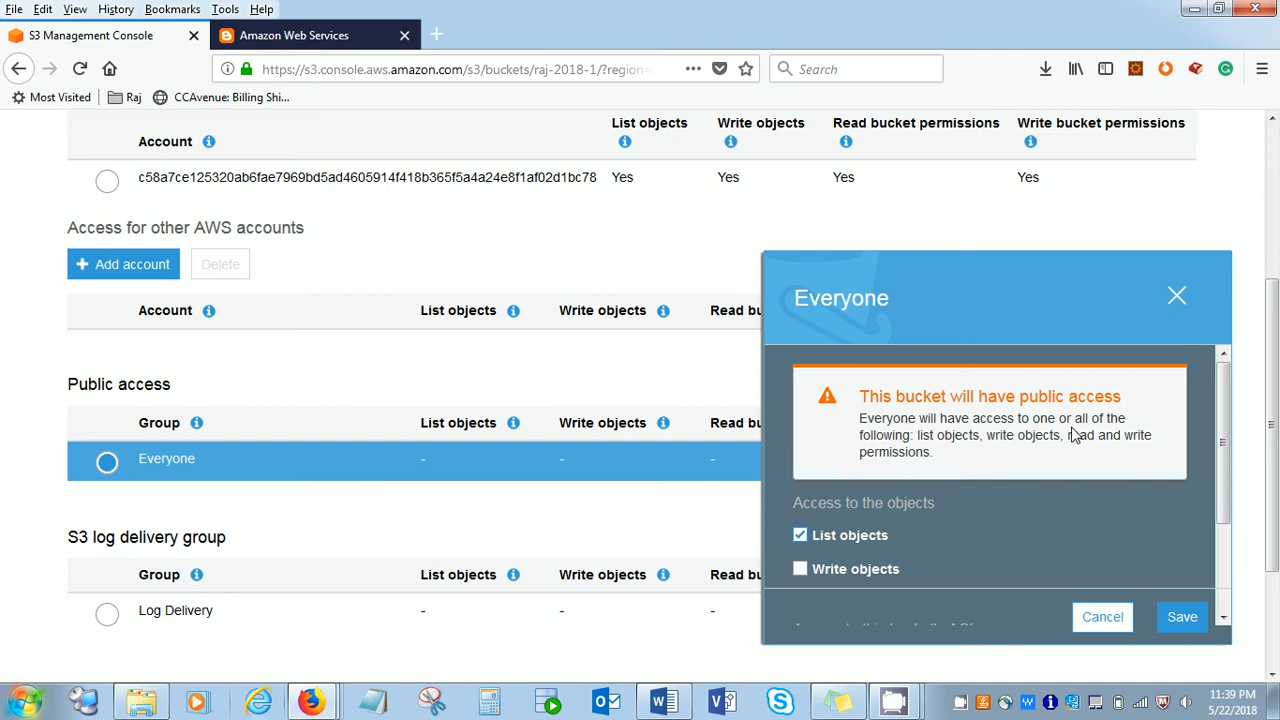 File Edit View History Bookmarks Tools Help
S3 Management Console
Amazon Web Services
https://s3.console.aws.amazon.com/s3/buckets/raj-2018-1/?region=
Search
Most Visited Raj CCAvenue: Billing Shi...
Account List objects Write objects Read bucket permissions Write bucket permissions
c58a7ce125320ab6fae7969bd5ad4605914f418b365f5a4a24e8f1af02d1bc78 Yes Yes Yes Yes
Access for other AWS accounts
+ Add account Delete
Account List objects Write objects Read bu
Public access
Group List objects Write objects Read bu
Everyone - - -
S3 log delivery group
Group List objects Write objects Read bu
Log Delivery - - -
Everyone
This bucket will have public access
Everyone will have access to one or all of the
following: list objects, write objects, read and write
permissions.
Access to the objects
List objects
Write objects
Cancel Save
11:39 PM
5/22/2018